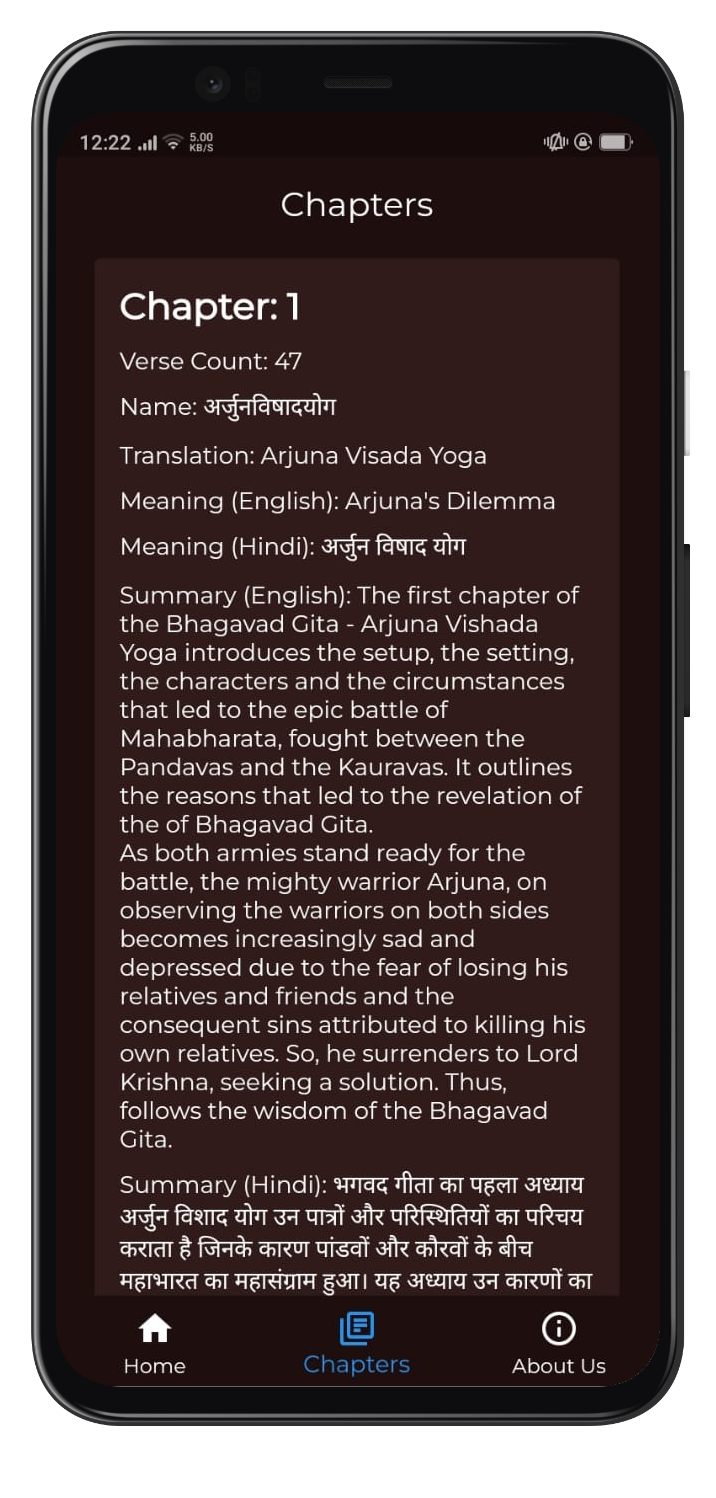 12:22 5.00
KB/S
Chapters
Chapter: 1
Verse Count: 47
Name: अर्जुनविषादयोग
Translation: Arjuna Visada Yoga
Meaning (English): Arjuna's Dilemma
Meaning (Hindi): अर्जुन विषाद योग
Summary (English): The first chapter of
the Bhagavad Gita - Arjuna Vishada
Yoga introduces the setup, the setting,
the characters and the circumstances
that led to the epic battle of
Mahabharata, fought between the
Pandavas and the Kauravas. It outlines
the reasons that led to the revelation of
the of Bhagavad Gita.
As both armies stand ready for the
battle, the mighty warrior Arjuna, on
observing the warriors on both sides
becomes increasingly sad and
depressed due to the fear of losing his
relatives and friends and the
consequent sins attributed to killing his
own relatives. So, he surrenders to Lord
Krishna, seeking a solution. Thus,
follows the wisdom of the Bhagavad
Gita.
Summary (Hindi): भगवद गीता का पहला अध्याय
अर्जुन विशाद योग उन पात्रों और परिस्थितियों का परिचय
कराता है जिनके कारण पांडवों और कौरवों के बीच
महाभारत का महासंग्राम हुआ। यह अध्याय उन कारणों का
Home Chapters About Us